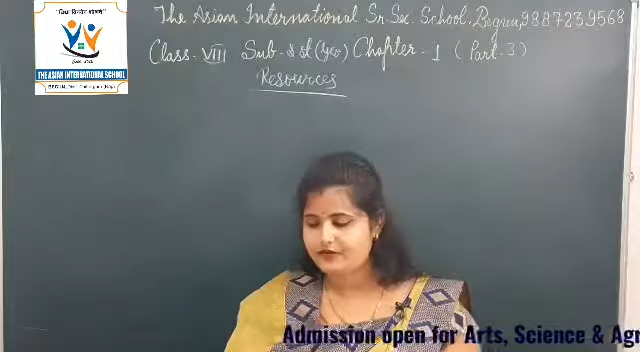 The Asian International Sr. Sec. School, Begun, 9887239568
Class-VIII Sub-S st (Geo) Chapter-1 (Part-3)
Resources
THE ASIAN INTERNATIONAL SCHOOL
Admission open for Arts, Science & Agr